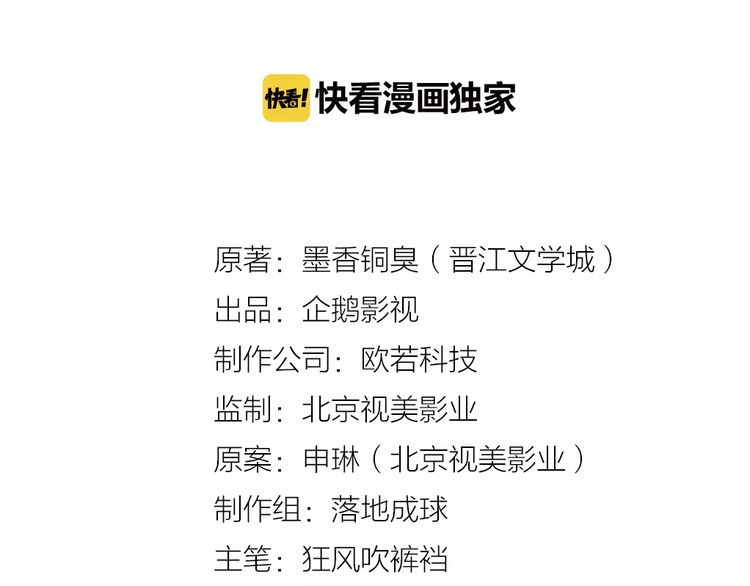 快看! 快看漫画独家
原著：墨香铜臭（晋江文学城）
出品：企鹅影视
制作公司：欧若科技
监制：北京视美影业
原案：申琳（北京视美影业）
制作组：落地成球
主笔：狂风吹裤裆